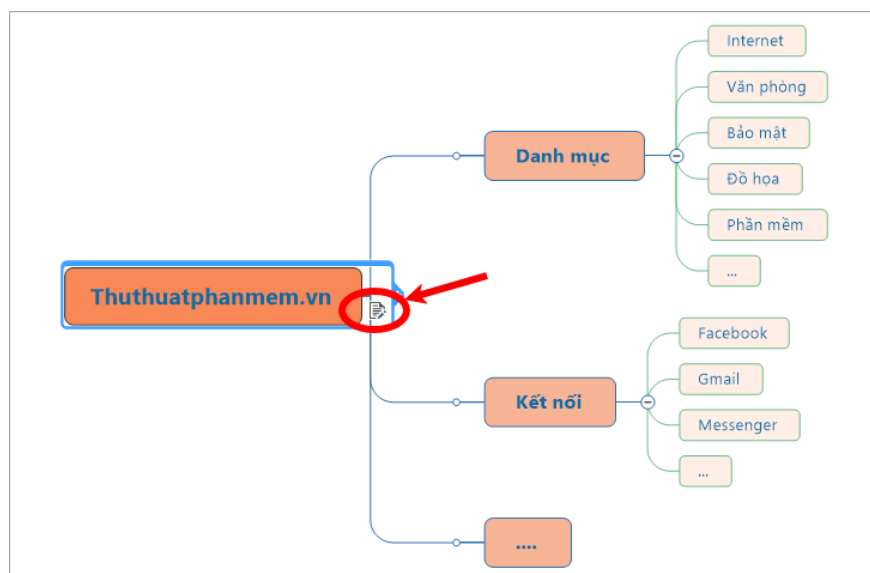 Thuthuatphanmem.vn
Danh mục
Internet
Văn phòng
Bảo mật
Đồ họa
Phần mềm
...
Kết nối
Facebook
Gmail
Messenger
...
....